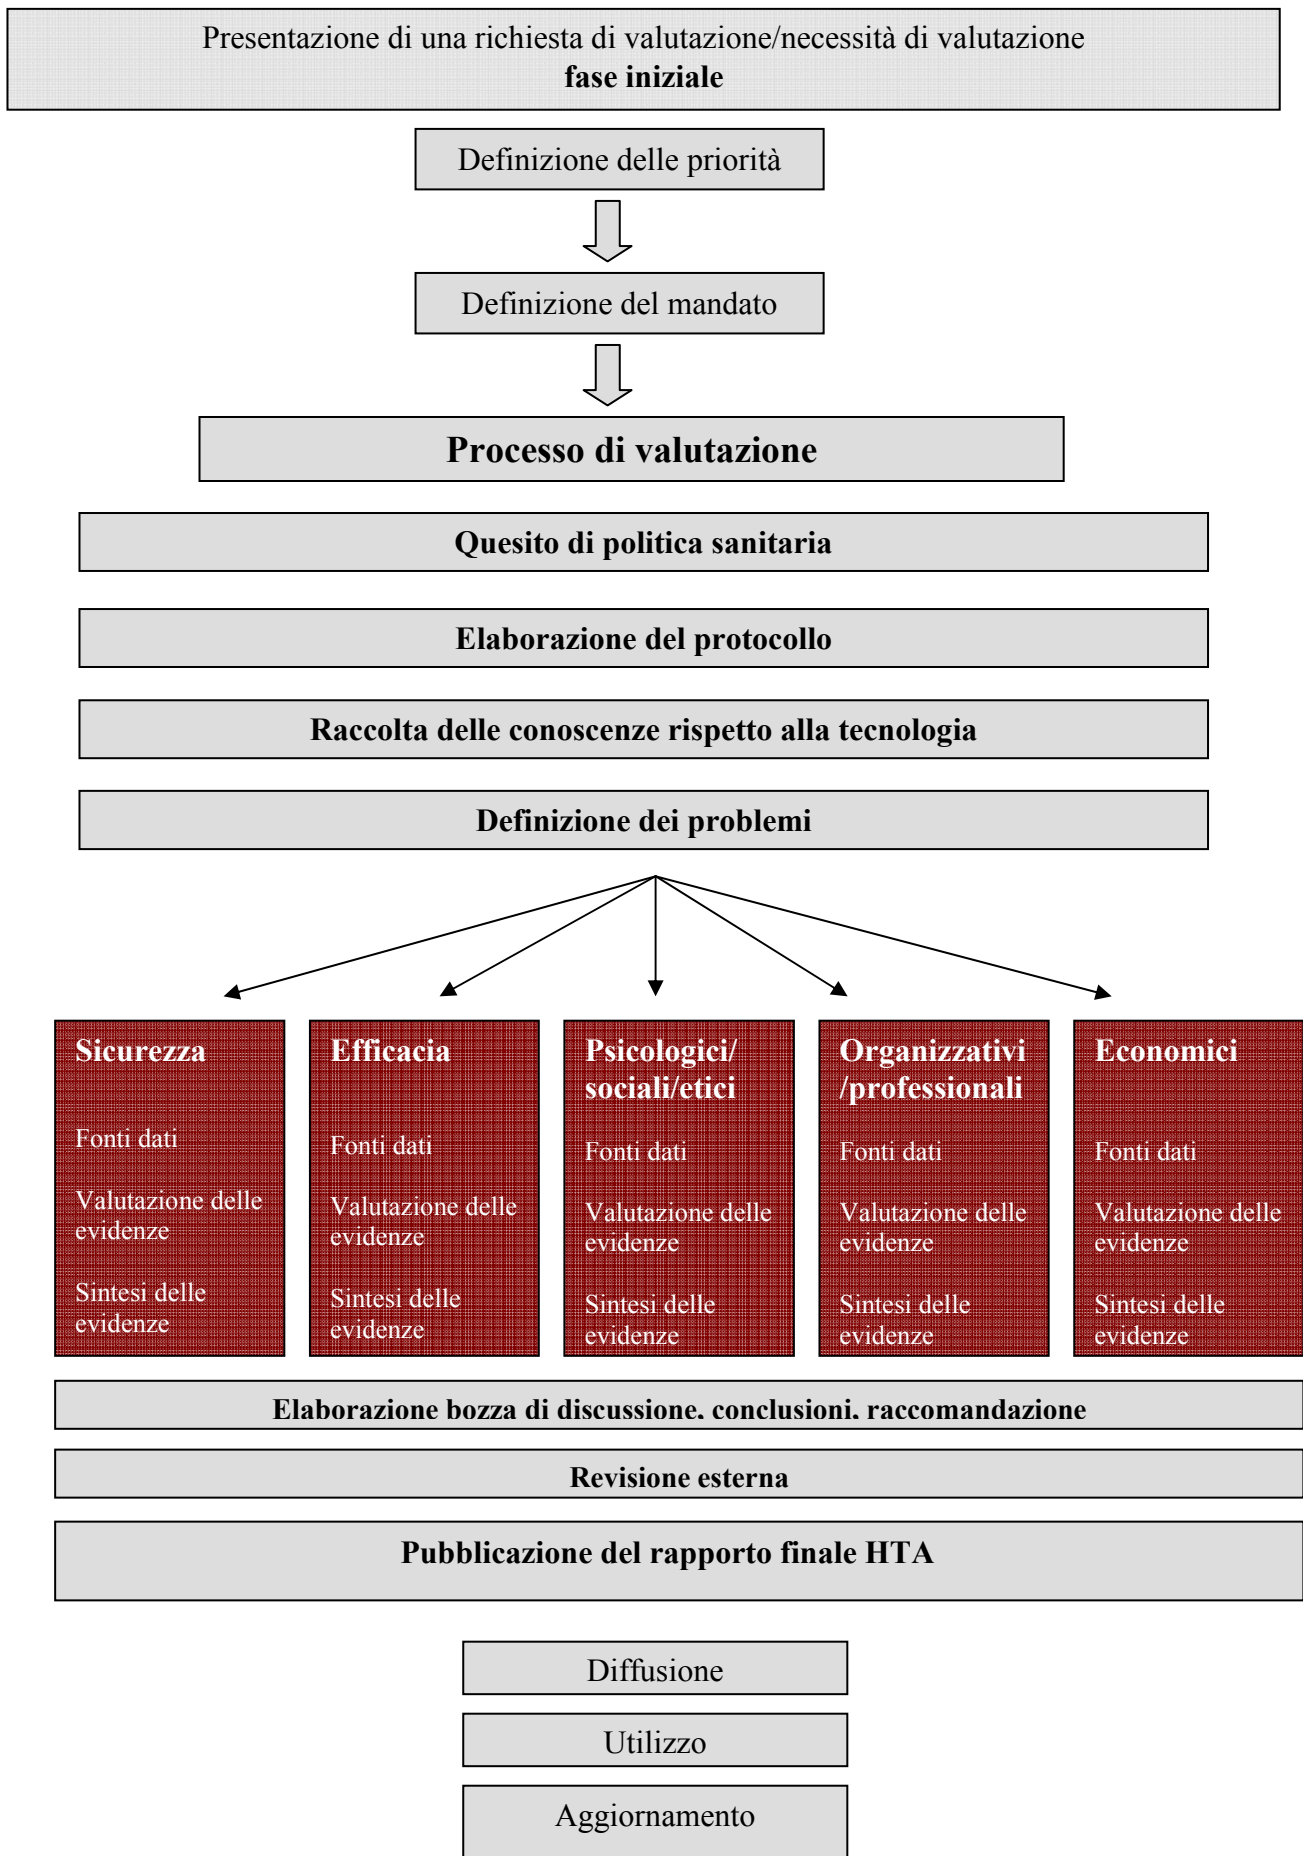 Presentazione di una richiesta di valutazione/necessità di valutazione
fase iniziale
Definizione delle priorità
Definizione del mandato
Processo di valutazione
Quesito di politica sanitaria
Elaborazione del protocollo
Raccolta delle conoscenze rispetto alla tecnologia
Definizione dei problemi
Sicurezza
Fonti dati
Valutazione delle
evidenze
Sintesi delle
evidenze
Efficacia
Fonti dati
Valutazione delle
evidenze
Sintesi delle
evidenze
Psicologici/
sociali/etici
Fonti dati
Valutazione delle
evidenze
Sintesi delle
evidenze
Organizzativi
/professionali
Fonti dati
Valutazione delle
evidenze
Sintesi delle
evidenze
Economici
Fonti dati
Valutazione delle
evidenze
Sintesi delle
evidenze
Elaborazione bozza di discussione, conclusioni, raccomandazione
Revisione esterna
Pubblicazione del rapporto finale HTA
Diffusione
Utilizzo
Aggiornamento